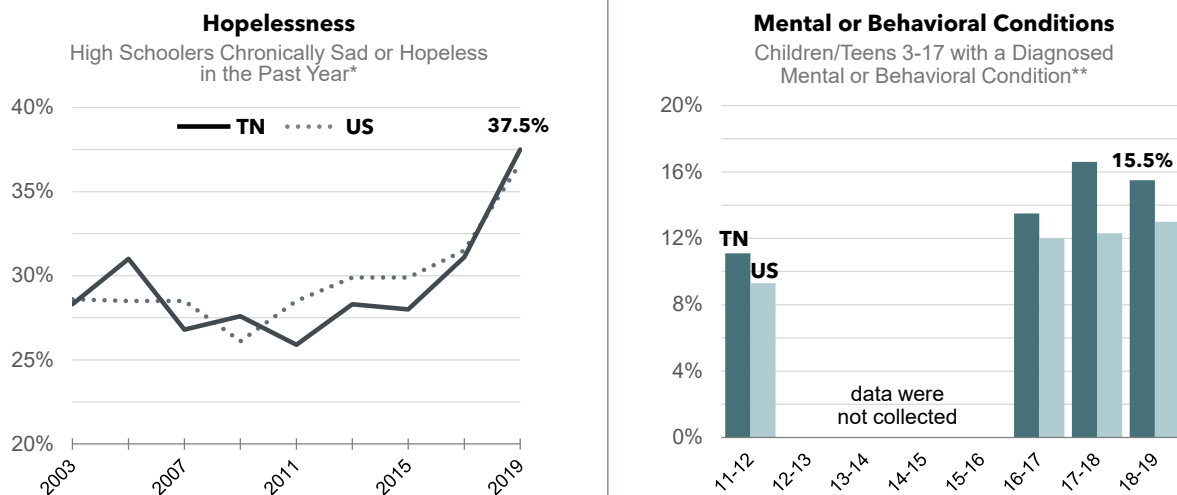 Hopelessness
High Schoolers Chronically Sad or Hopeless
in the Past Year*
40%
35%
30%
25%
20%
TN
US
37.5%
2003
2007
2011
2015
2019
Mental or Behavioral Conditions
Children/Teens 3-17 with a Diagnosed
Mental or Behavioral Condition**
20%
16%
12%
8%
4%
0%
TN
US
15.5%
data were
not collected
11-12
12-13
13-14
14-15
15-16
16-17
17-18
18-19